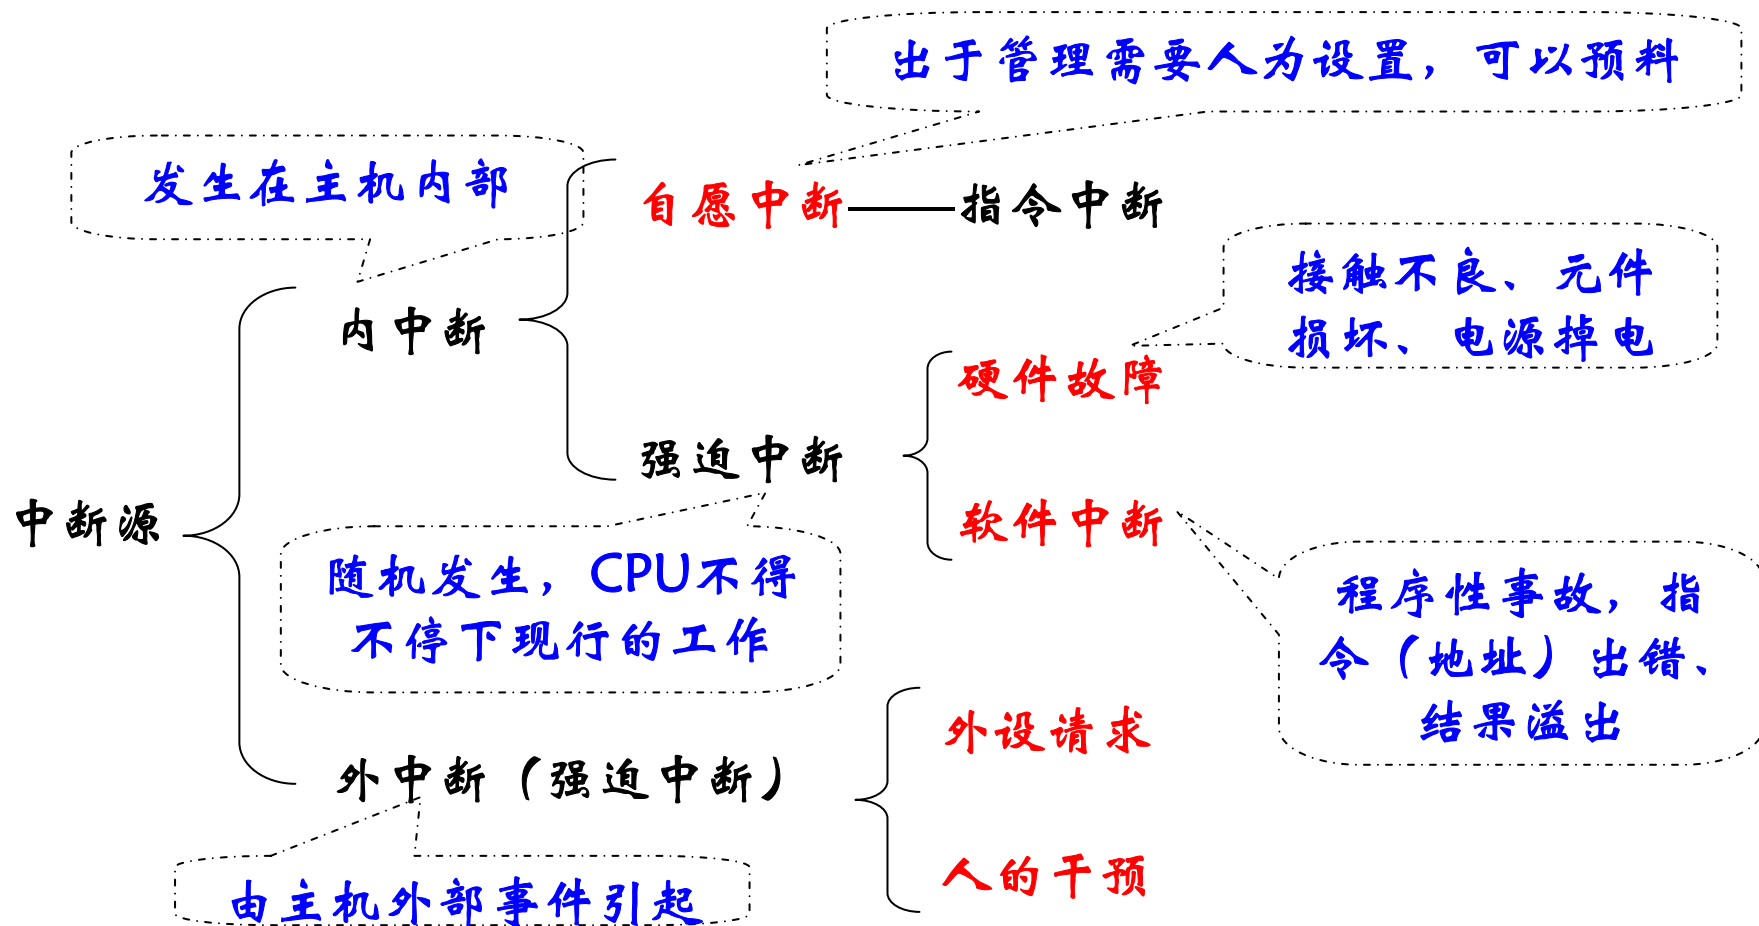 出于管理需要人为设置，可以预料
发生在主机内部
自愿中断——指令中断
接触不良、元件
损坏、电源掉电
内中断
硬件故障
强迫中断
中断源
软件中断
随机发生，CPU不得
不停下现行的工作
程序性事故，指
令（地址）出错、
结果溢出
外设请求
外中断（强迫中断）
人的干预
由主机外部事件引起